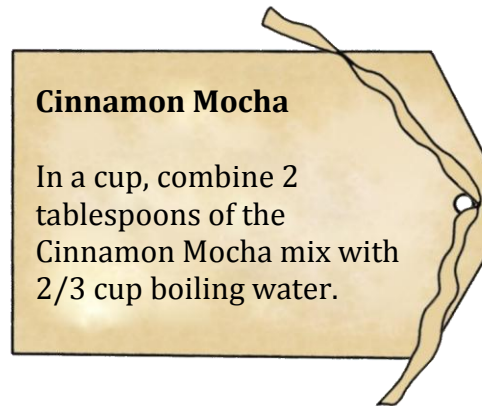 Cinnamon Mocha
In a cup, combine 2
tablespoons of the
Cinnamon Mocha mix with
2/3 cup boiling water.